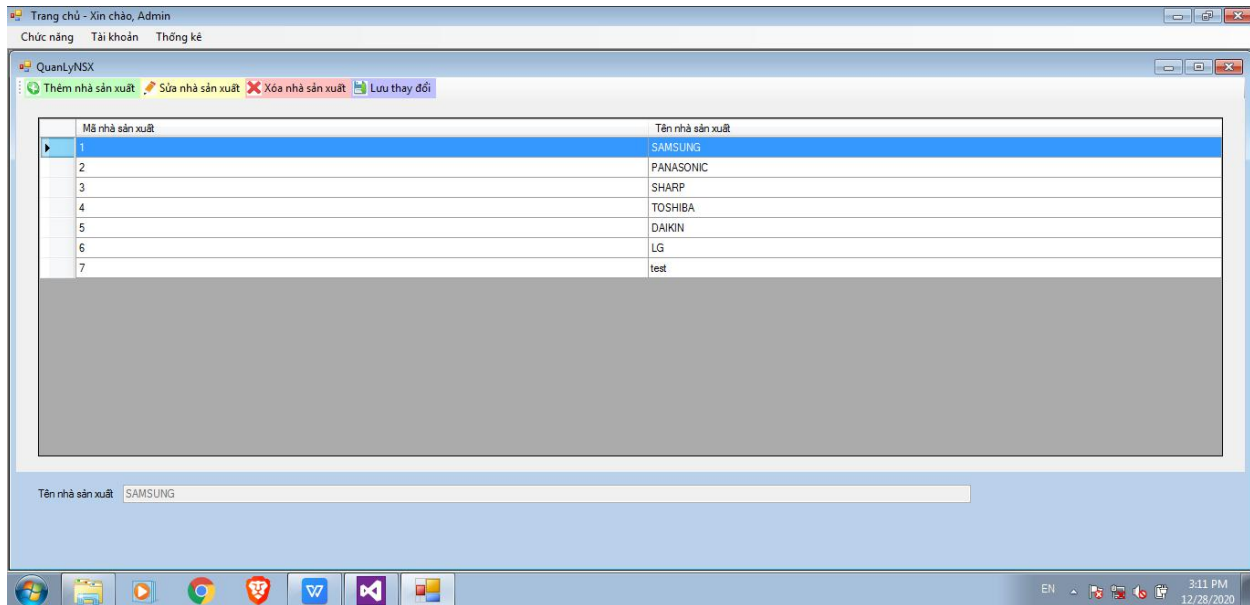 Trang chủ - Xin chào, Admin
Chức năng Tài khoản Thống kê
QuanLyNSX
Thêm nhà sản xuất Sửa nhà sản xuất Xóa nhà sản xuất Lưu thay đổi
Mã nhà sản xuất Tên nhà sản xuất
1 SAMSUNG
2 PANASONIC
3 SHARP
4 TOSHIBA
5 DAIKIN
6 LG
7 test
Tên nhà sản xuất SAMSUNG
EN 3:11 PM
12/28/2020